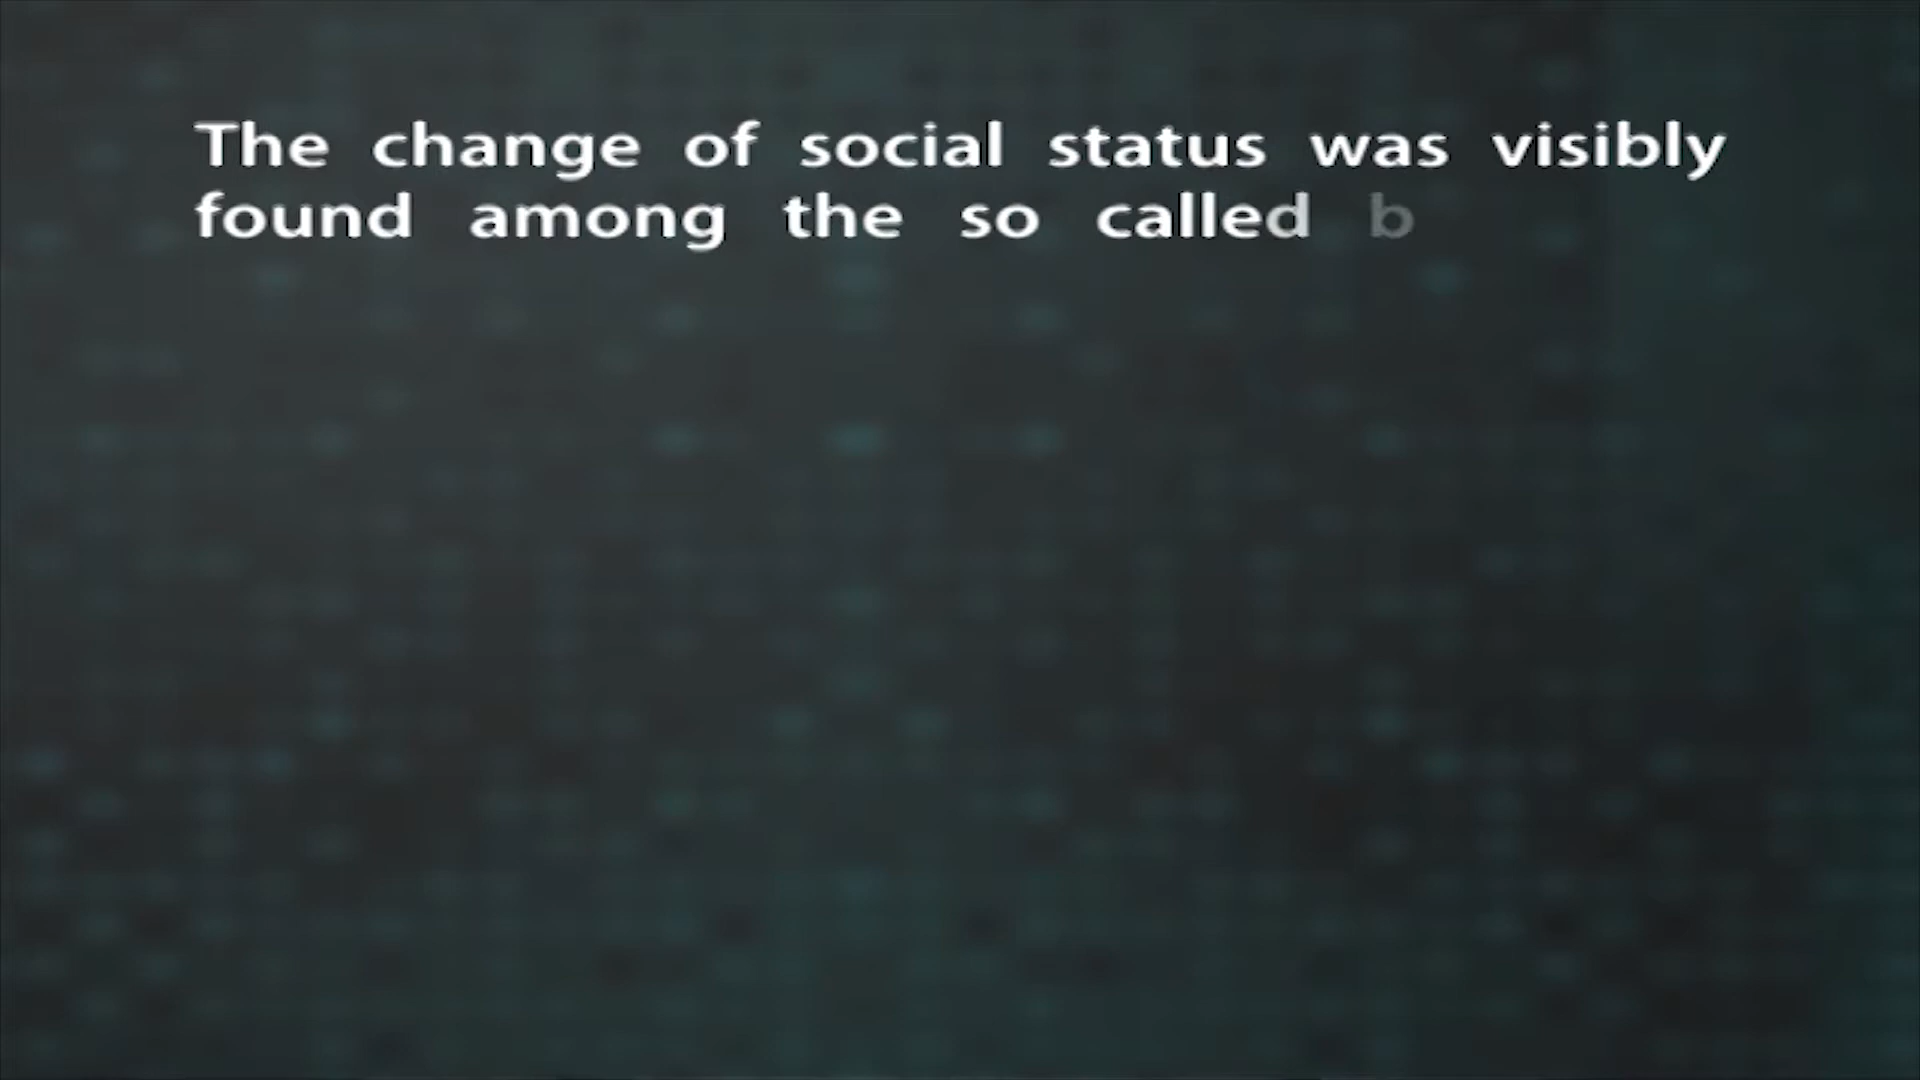 The change of social status was visibly
found among the so called b